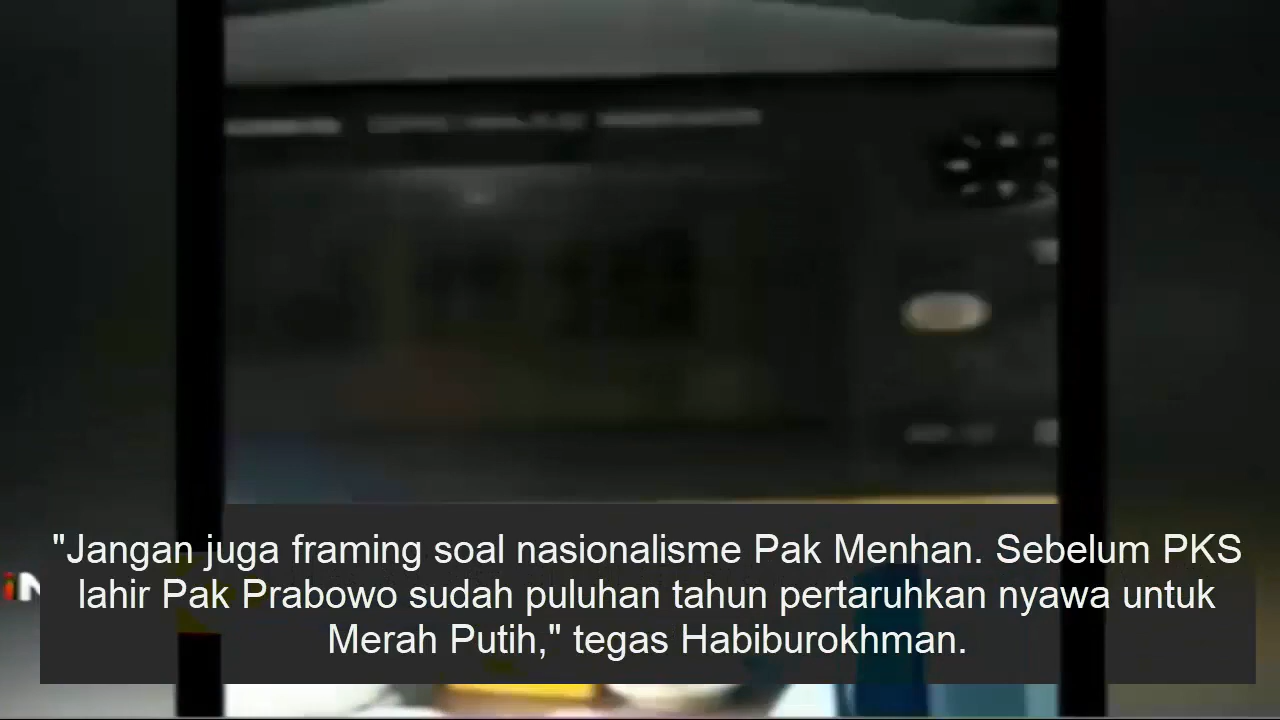 "Jangan juga framing soal nasionalisme Pak Menhan. Sebelum PKS
lahir Pak Prabowo sudah puluhan tahun pertaruhkan nyawa untuk
Merah Putih," tegas Habiburokhman.
iN